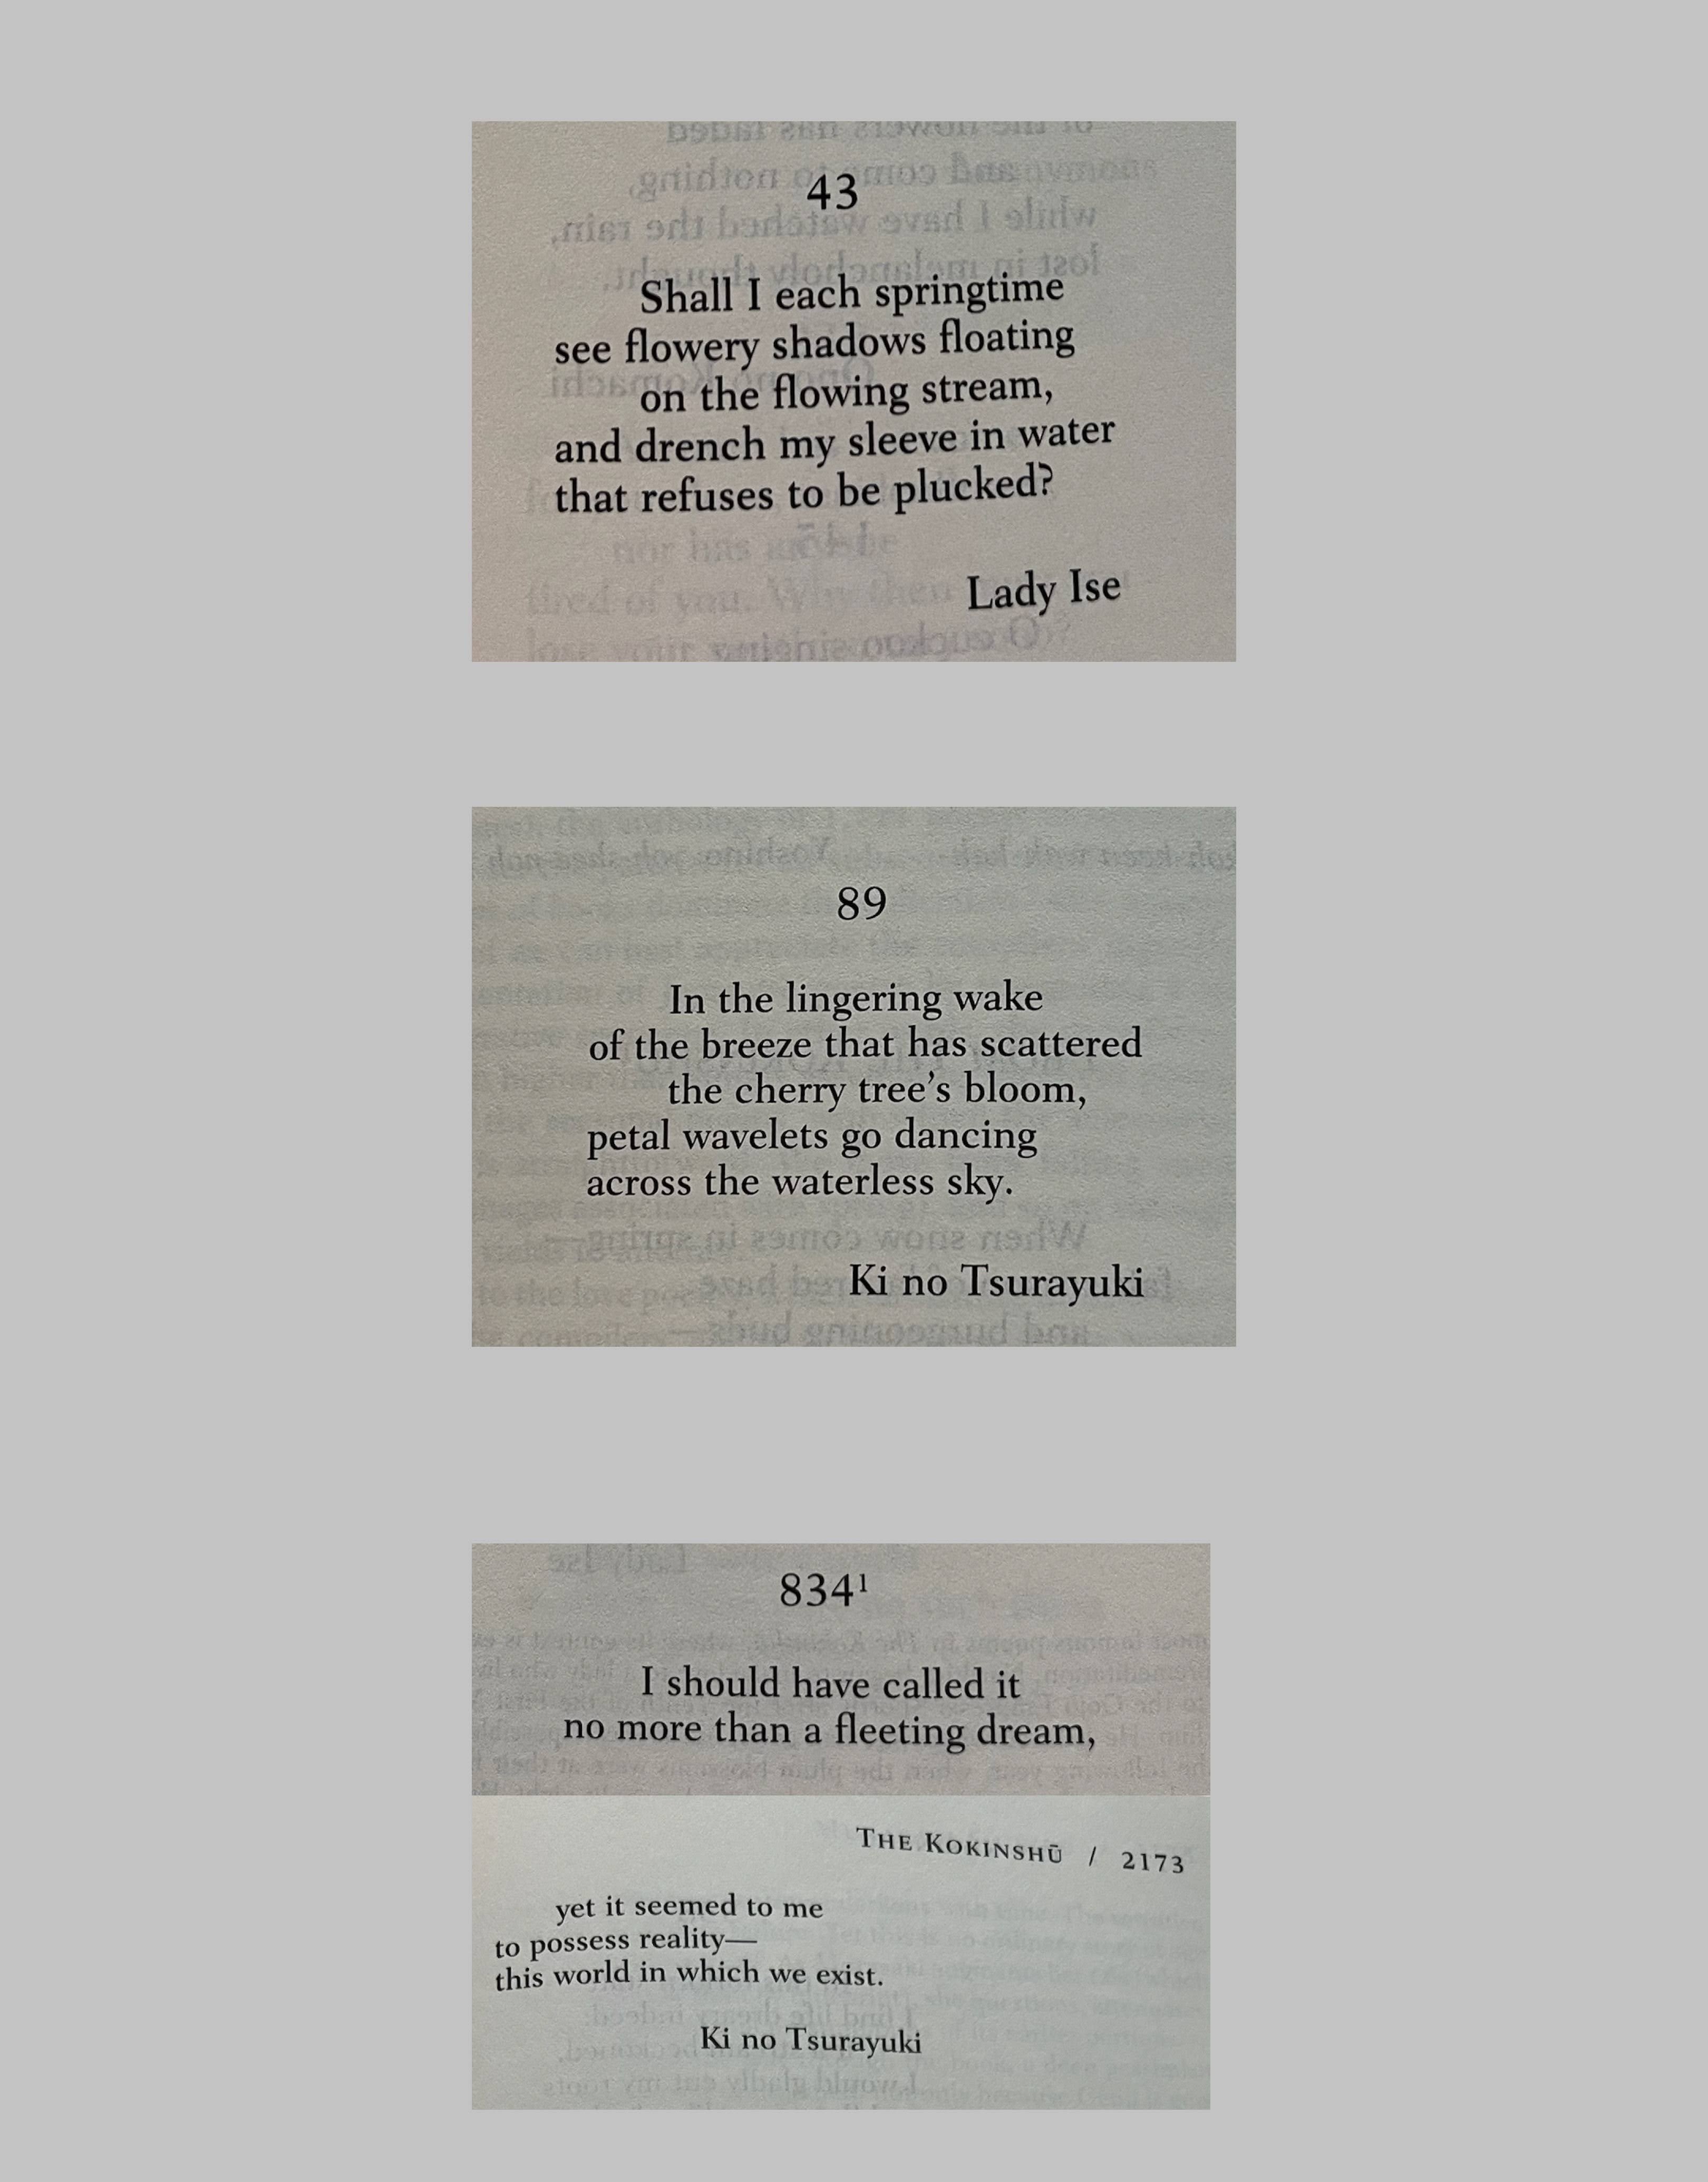 43
Shall I each springtime
see flowery shadows floating
on the flowing stream,
and drench my sleeve in water
that refuses to be plucked?
Lady Ise
89
In the lingering wake
of the breeze that has scattered
the cherry tree's bloom,
petal wavelets go dancing
across the waterless sky.
Ki no Tsurayuki
834¹
I should have called it
no more than a fleeting dream,
THE KOKINSHŪ / 2173
yet it seemed to me
to possess reality—
this world in which we exist.
Ki no Tsurayuki